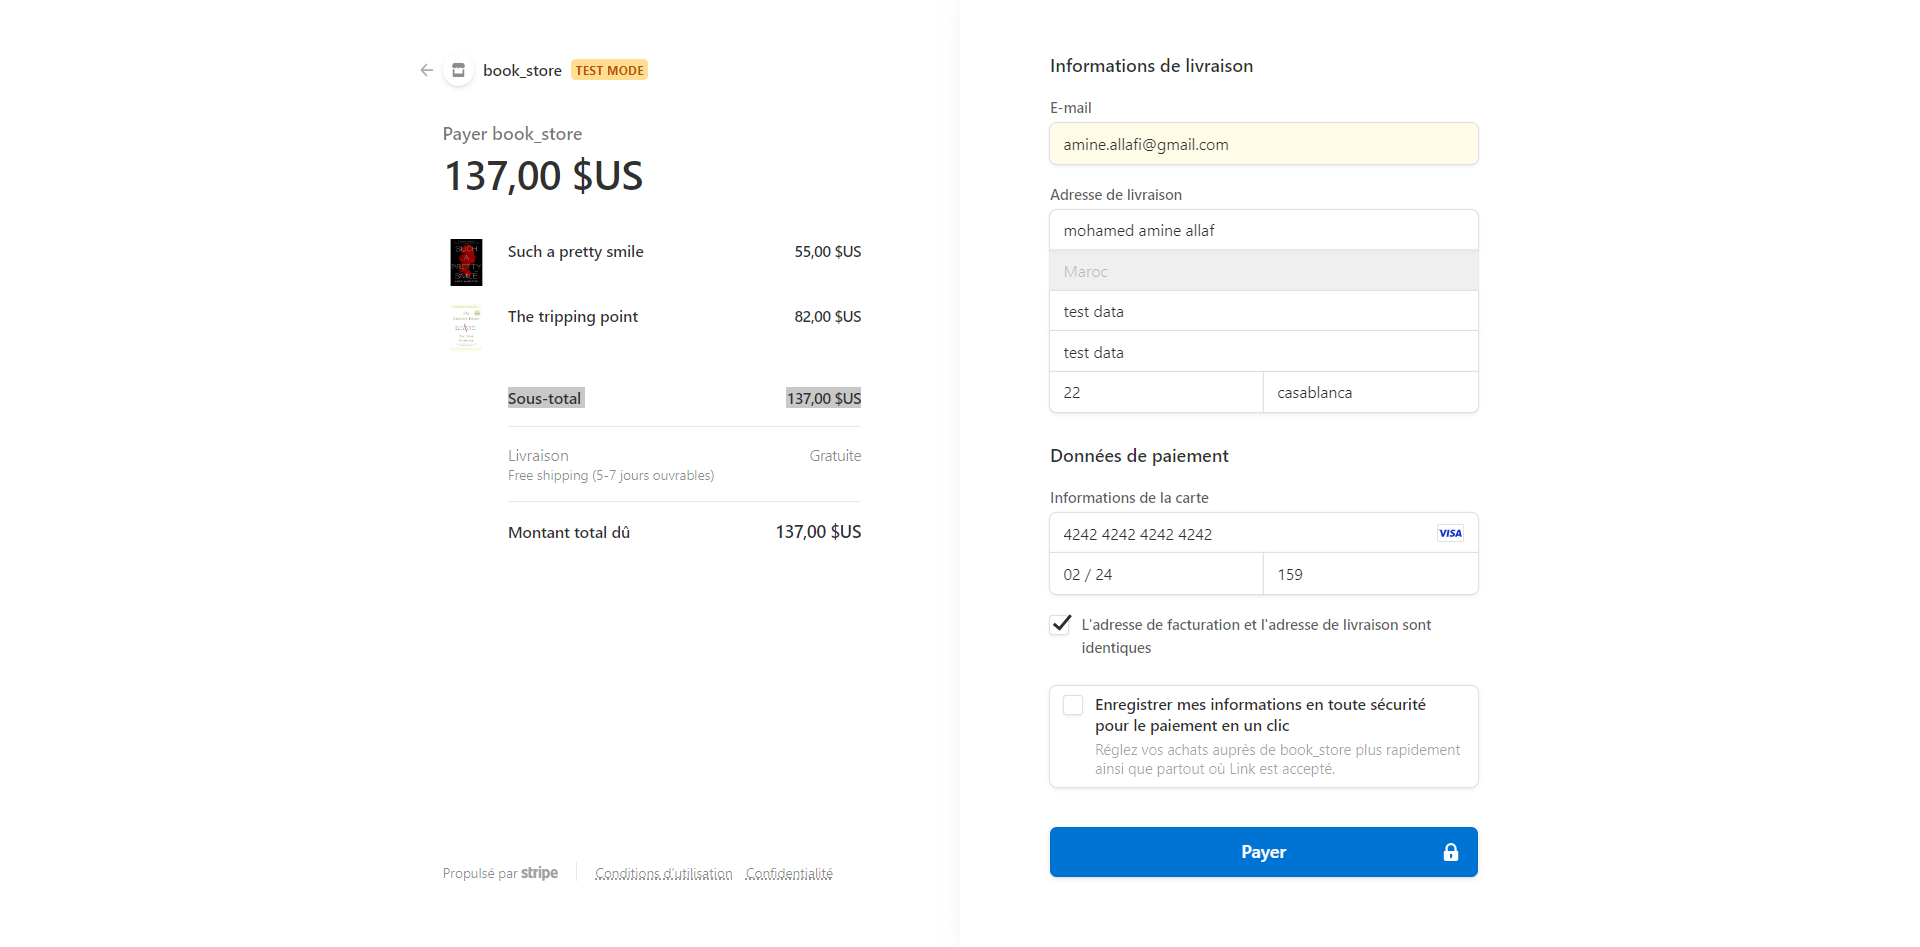 book_store TEST MODE
Payer book_store
137,00 $US
SUCH
A
PRETTY
SMILE
Such a pretty smile 55,00 $US
The tripping point 82,00 $US
Sous-total 137,00 $US
Livraison Gratuite
Free shipping (5-7 jours ouvrables)
Montant total dû 137,00 $US
Propulsé par stripe Conditions d'utilisation Confidentialité
Informations de livraison
E-mail
amine.allafi@gmail.com
Adresse de livraison
mohamed amine allaf
Maroc
test data
test data
22 casablanca
Données de paiement
Informations de la carte
4242 4242 4242 4242 VISA
02 / 24 159
L'adresse de facturation et l'adresse de livraison sont
identiques
Enregistrer mes informations en toute sécurité
pour le paiement en un clic
Réglez vos achats auprès de book_store plus rapidement
ainsi que partout où Link est accepté.
Payer